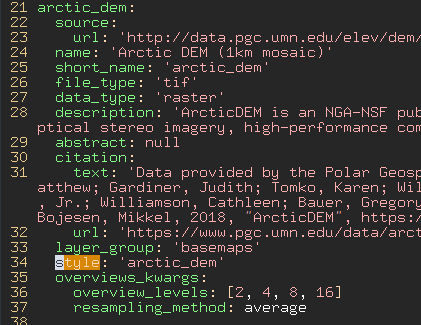 21 arctic_dem:
22   source:
23     url: 'http://data.pgc.umn.edu/elev/dem/
24   name: 'Arctic DEM (1km mosaic)'
25   short_name: 'arctic_dem'
26   file_type: 'tif'
27   data_type: 'raster'
28   description: 'ArcticDEM is an NGA-NSF pub
   ptical stereo imagery, high-performance com
29   abstract: null
30   citation:
31     text: 'Data provided by the Polar Geosp
   atthew; Gardiner, Judith; Tomko, Karen; Wil
   , Jr.; Williamson, Cathleen; Bauer, Gregory
   Bojesen, Mikkel, 2018, "ArcticDEM", https:/
32     url: 'https://www.pgc.umn.edu/data/arct
33   layer_group: 'basemaps'
34   style: 'arctic_dem'
35   overviews_kwargs:
36     overview_levels: [2, 4, 8, 16]
37     resampling_method: average